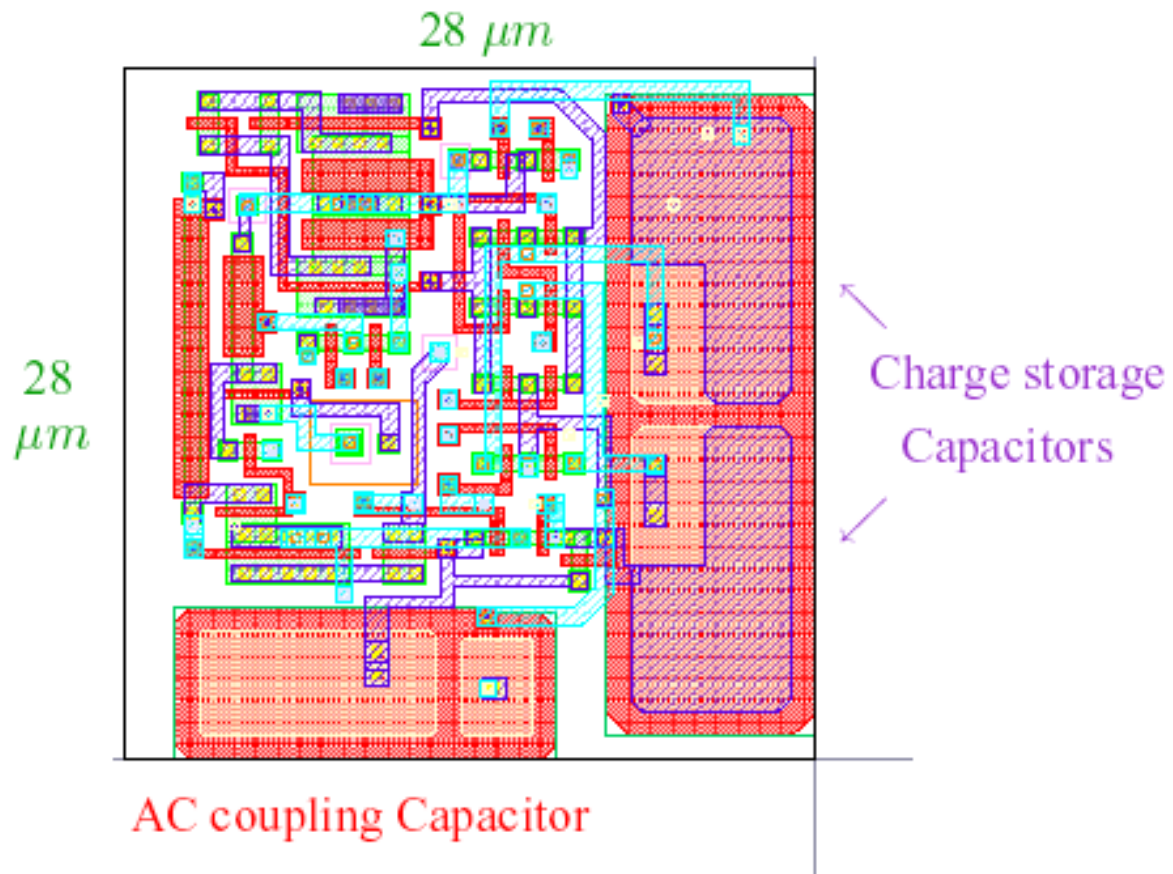 28 μm
28
μm
Charge storage
Capacitors
AC coupling Capacitor